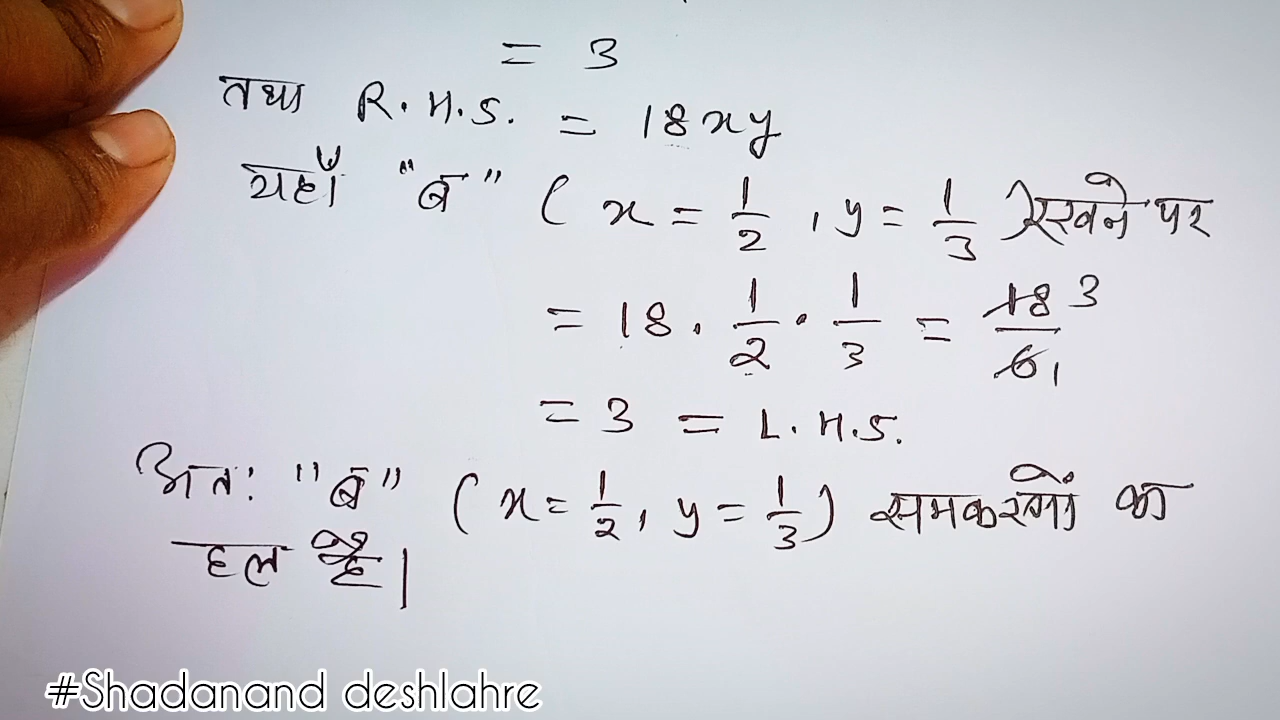 = 3
तथा R.H.S. = 18xy
यहाँ "ब" ( x = 1/2 , y = 1/3 ) रखने पर
= 18 . 1/2 . 1/3 = 18 3 / 6 1
= 3 = L.H.S.
अतः "ब" ( x = 1/2 , y = 1/3 ) समकरणों का
हल है।
#Shadanand deshlahre